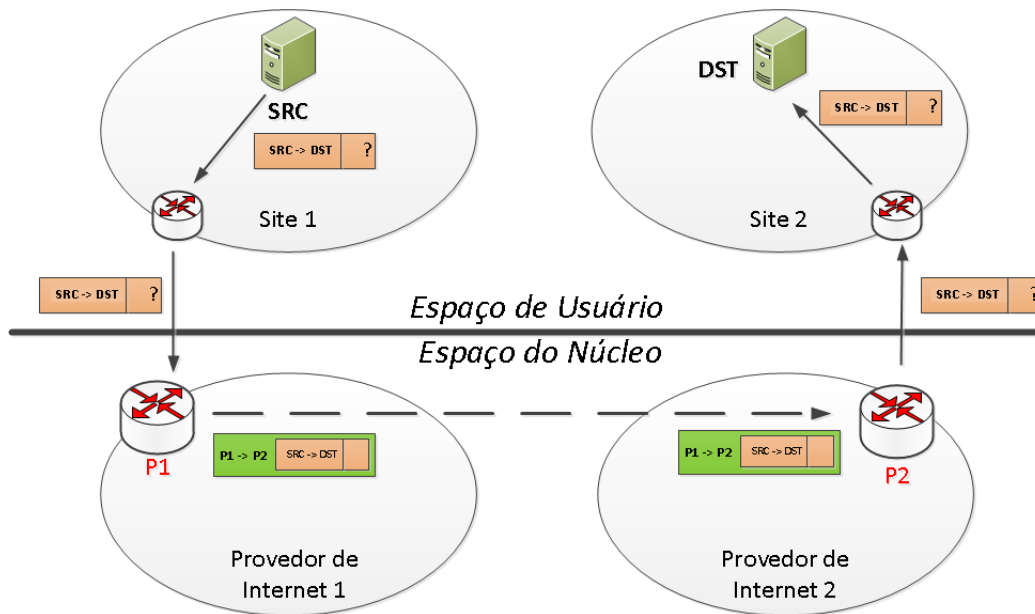 SRC
SRC -> DST ?
Site 1
DST
SRC -> DST ?
Site 2
SRC -> DST ?
SRC -> DST ?
Espaço de Usuário
Espaço do Núcleo
P1
P1 -> P2 SRC -> DST
P1 -> P2 SRC -> DST
P2
Provedor de
Internet 1
Provedor de
Internet 2